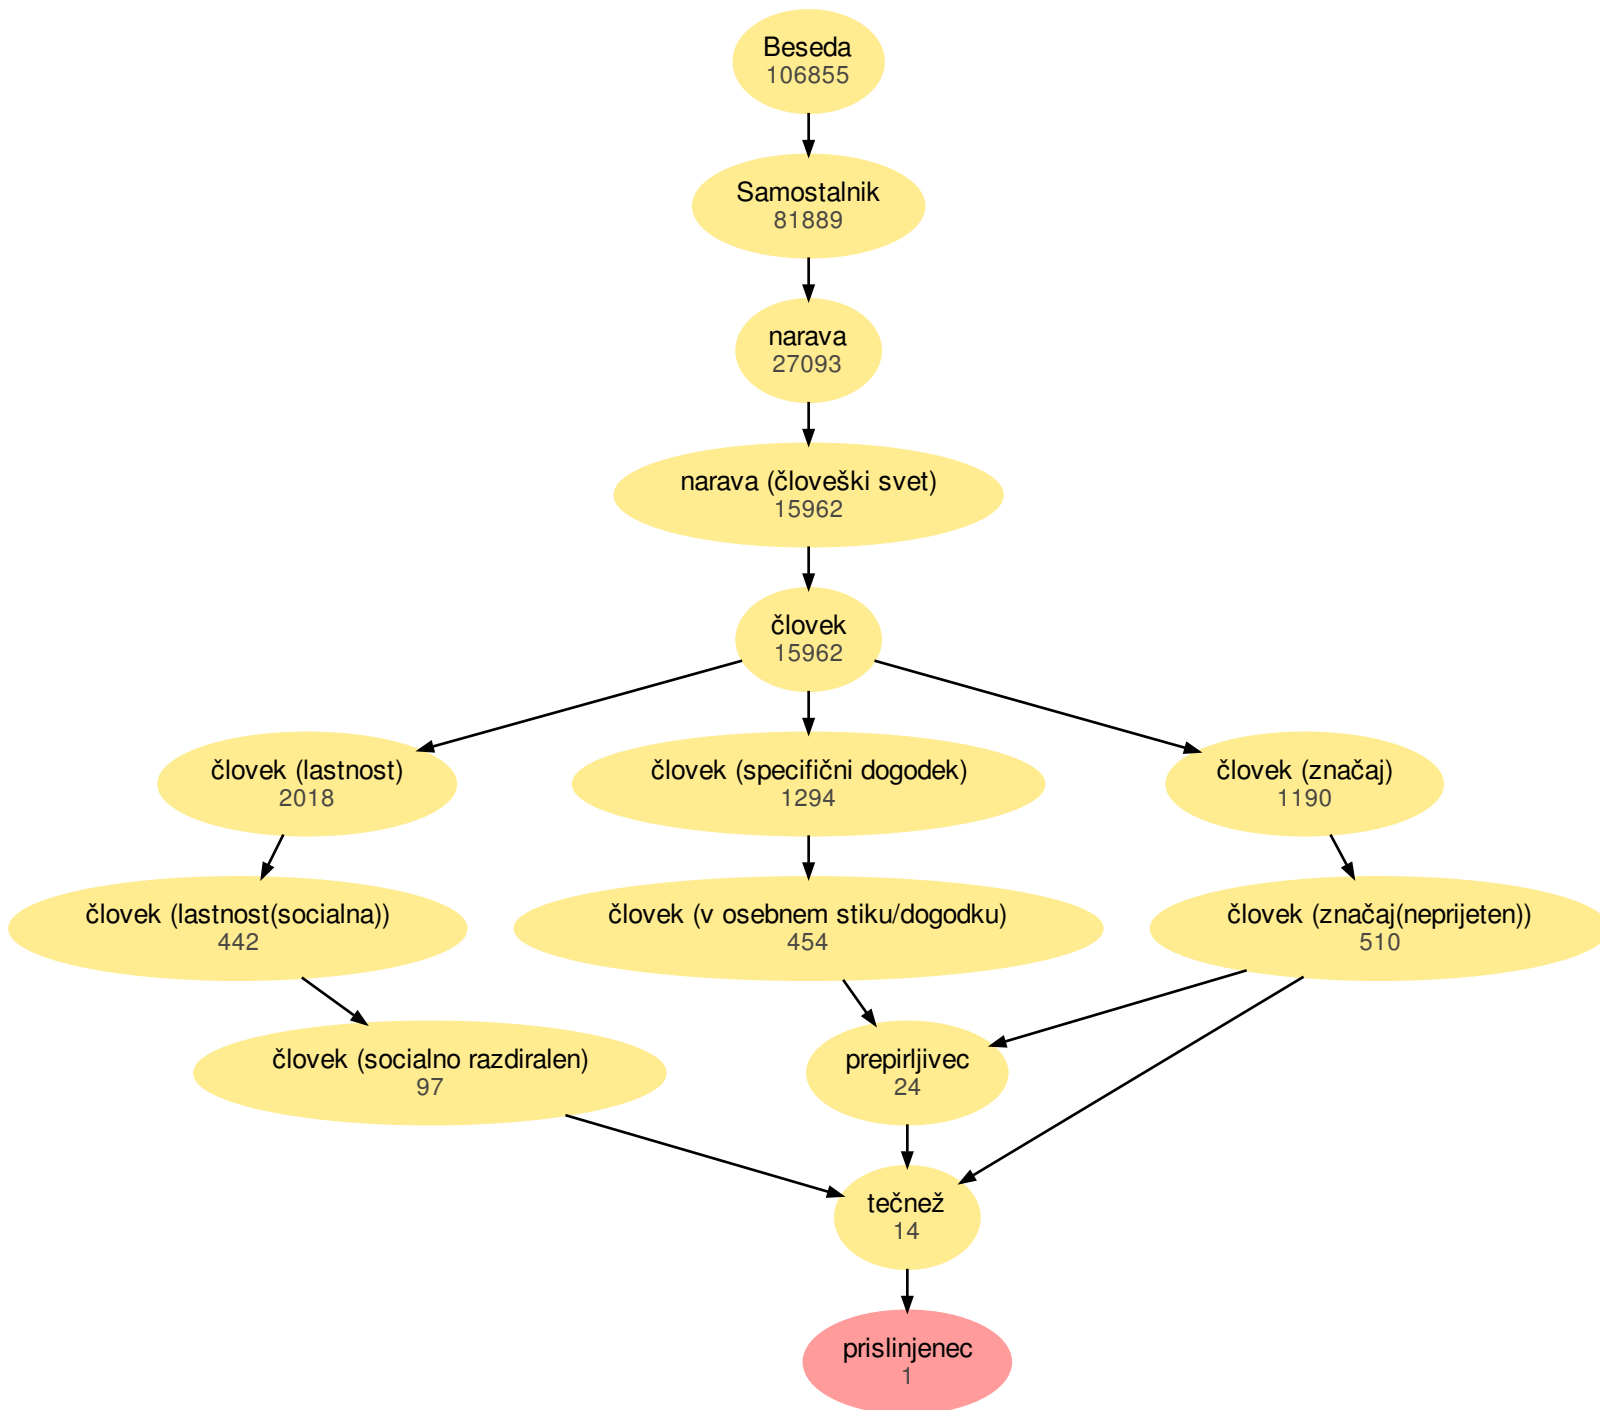 Beseda
106855
Samostalnik
81889
narava
27093
narava (človeški svet)
15962
človek
15962
človek (lastnost)
2018
človek (specifični dogodek)
1294
človek (značaj)
1190
človek (lastnost(socialna))
442
človek (v osebnem stiku/dogodku)
454
človek (značaj(neprijeten))
510
človek (socialno razdiralen)
97
prepirljivec
24
tečnež
14
prislinjenec
1